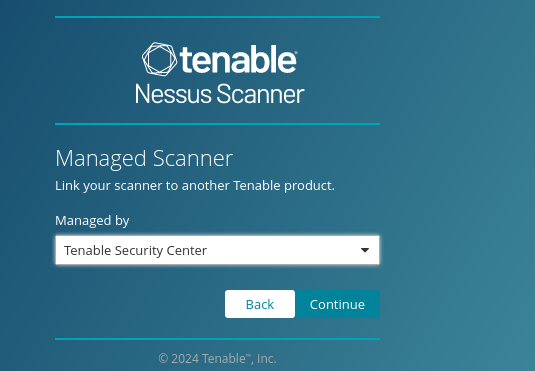 tenable
Nessus Scanner
Managed Scanner
Link your scanner to another Tenable product.
Managed by
Tenable Security Center
Back Continue
© 2024 Tenable™, Inc.